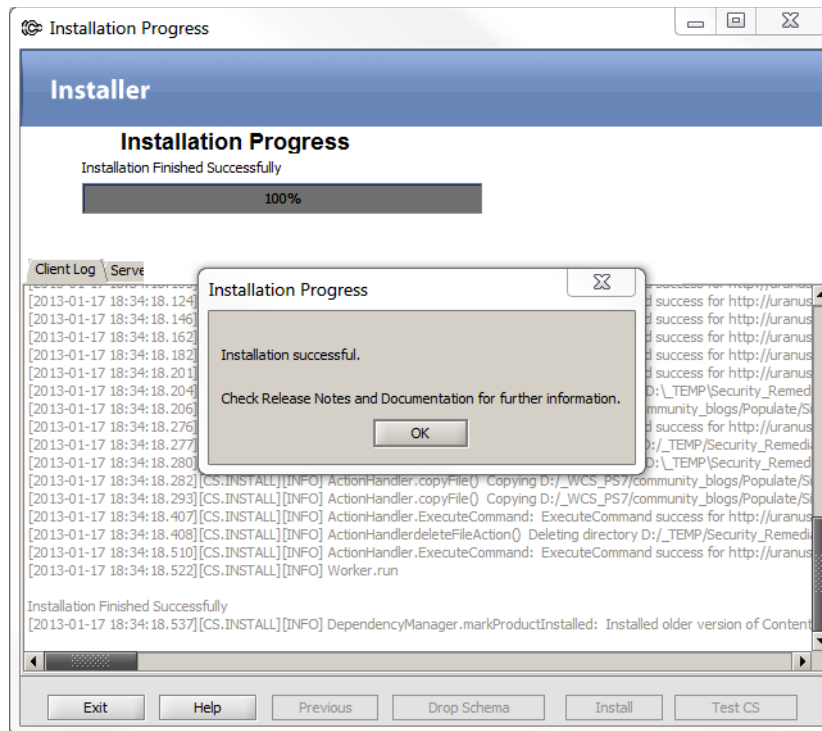 Installation Progress
Installer
Installation Progress
Installation Finished Successfully
100%
Client Log
Installation Progress
Installation successful.
Check Release Notes and Documentation for further information.
OK
[2013-01-17 18:34:18.124] d success for http://uranus
[2013-01-17 18:34:18.146] d success for http://uranus
[2013-01-17 18:34:18.162] d success for http://uranus
[2013-01-17 18:34:18.182] d success for http://uranus
[2013-01-17 18:34:18.201] d success for http://uranus
[2013-01-17 18:34:18.204] D:\_TEMP\Security_Remed
[2013-01-17 18:34:18.206] mmunity_blogs/Populate/Si
[2013-01-17 18:34:18.276] d success for http://uranus
[2013-01-17 18:34:18.277] D:/_TEMP/Security_Remedi
[2013-01-17 18:34:18.280] D:\_TEMP\Security_Remed
[2013-01-17 18:34:18.282][CS.INSTALL][INFO] ActionHandler.copyFile() Copying D:/_WCS_PS7/community_blogs/Populate/Si
[2013-01-17 18:34:18.293][CS.INSTALL][INFO] ActionHandler.copyFile() Copying D:/_WCS_PS7/community_blogs/Populate/Si
[2013-01-17 18:34:18.407][CS.INSTALL][INFO] ActionHandler.ExecuteCommand: ExecuteCommand success for http://uranus
[2013-01-17 18:34:18.408][CS.INSTALL][INFO] ActionHandlerdeleteFileAction() Deleting directory D:/_TEMP/Security_Remedi
[2013-01-17 18:34:18.510][CS.INSTALL][INFO] ActionHandler.ExecuteCommand: ExecuteCommand success for http://uranus
[2013-01-17 18:34:18.522][CS.INSTALL][INFO] Worker.run
Installation Finished Successfully
[2013-01-17 18:34:18.537][CS.INSTALL][INFO] DependencyManager.markProductInstalled: Installed older version of Content
Exit Help Previous Drop Schema Install Test CS